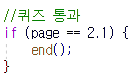 //퀴즈 통과
if (page == 2.1) {
    end();
}